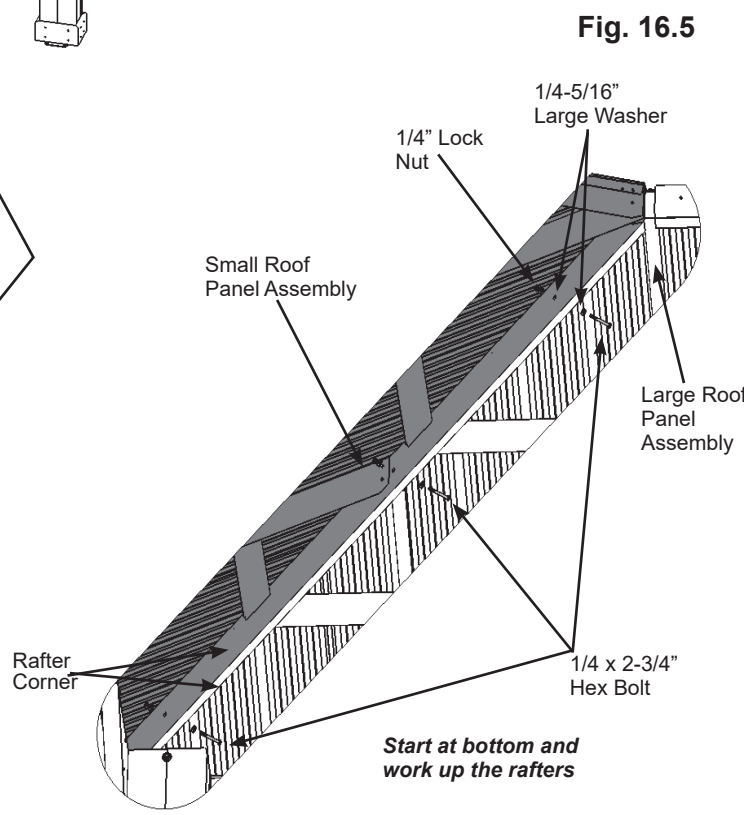 Fig. 16.5
1/4-5/16”
Large Washer
1/4” Lock
Nut
Small Roof
Panel Assembly
Large Roof
Panel
Assembly
Rafter
Corner
1/4 x 2-3/4”
Hex Bolt
Start at bottom and
work up the rafters